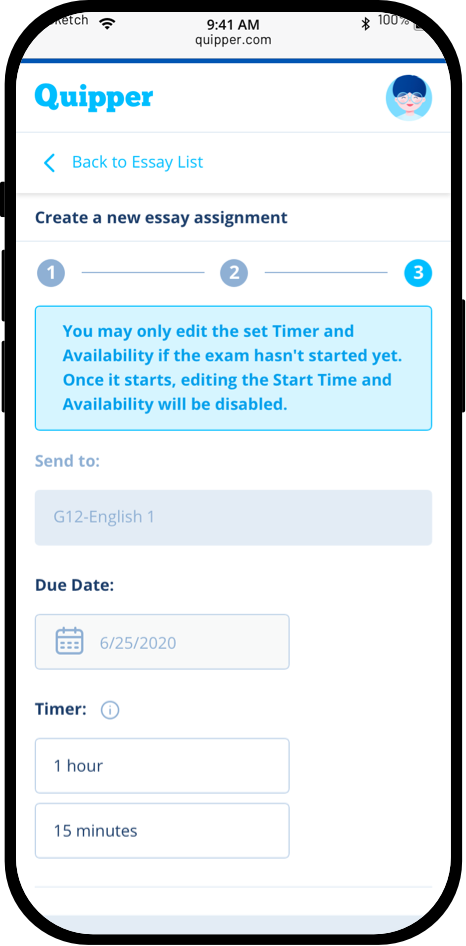 9:41 AM
100%
quipper.com
Quipper
Back to Essay List
Create a new essay assignment
1 2 3
You may only edit the set Timer and
Availability if the exam hasn't started yet.
Once it starts, editing the Start Time and
Availability will be disabled.
Send to:
G12-English 1
Due Date:
6/25/2020
Timer:
1 hour
15 minutes